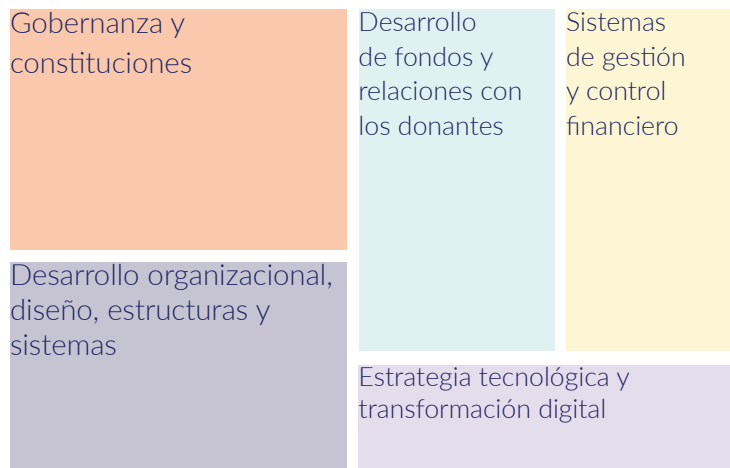 Gobernanza y
constituciones
Desarrollo
de fondos y
relaciones con
los donantes
Sistemas
de gestión
y control
financiero
Desarrollo organizacional,
diseño, estructuras y
sistemas
Estrategia tecnológica y
transformación digital